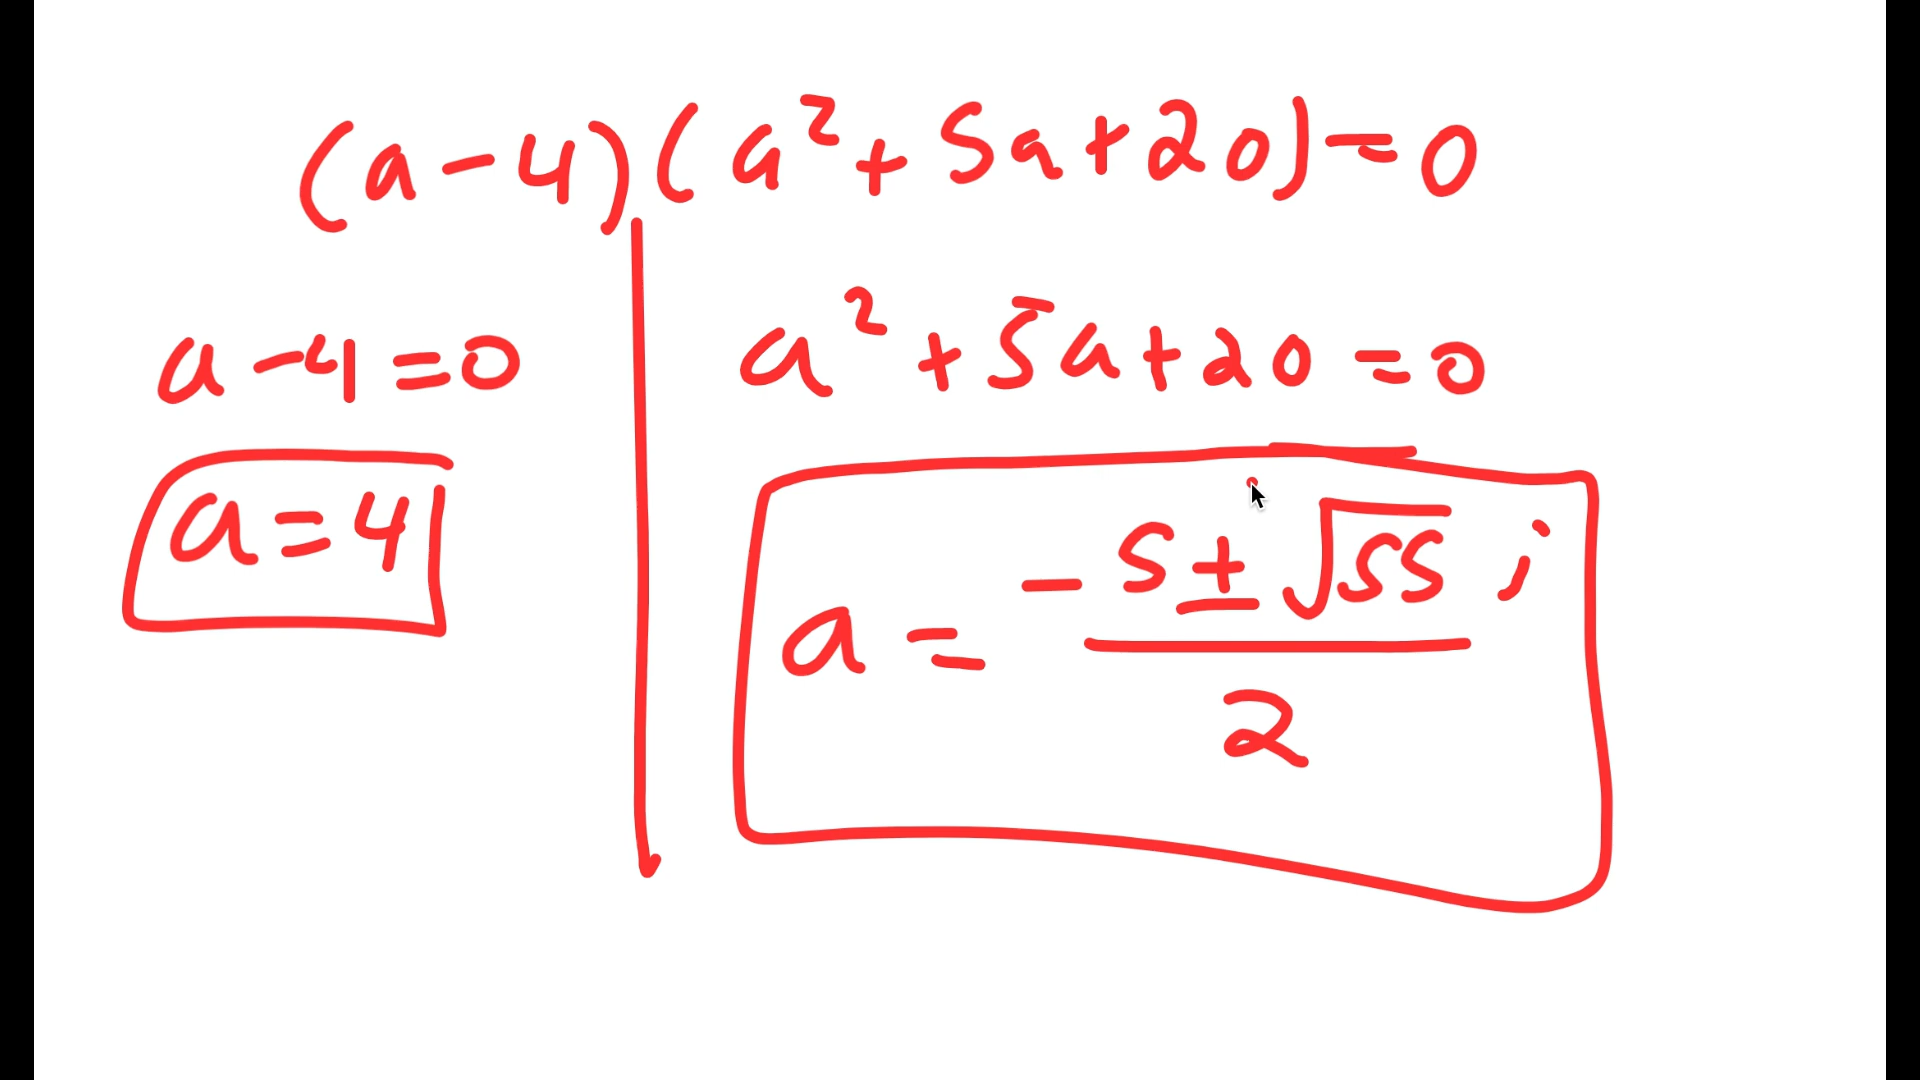 (a-4)(a²+5a+20)=0
a-4=0
a=4
a²+5a+20=0
a = -5±√55 i / 2